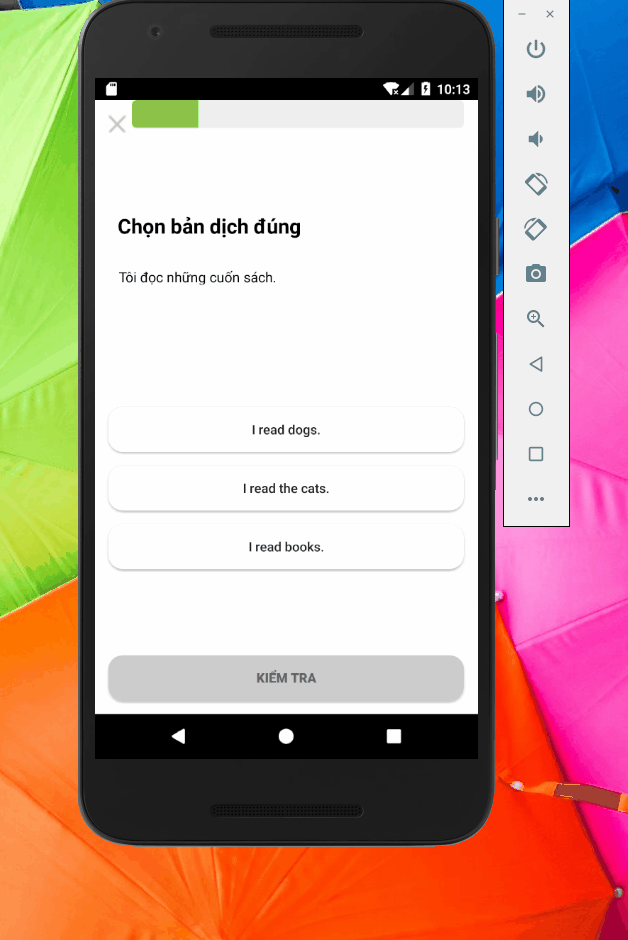 10:13
Chọn bản dịch đúng
Tôi đọc những cuốn sách.
I read dogs.
I read the cats.
I read books.
KIỂM TRA